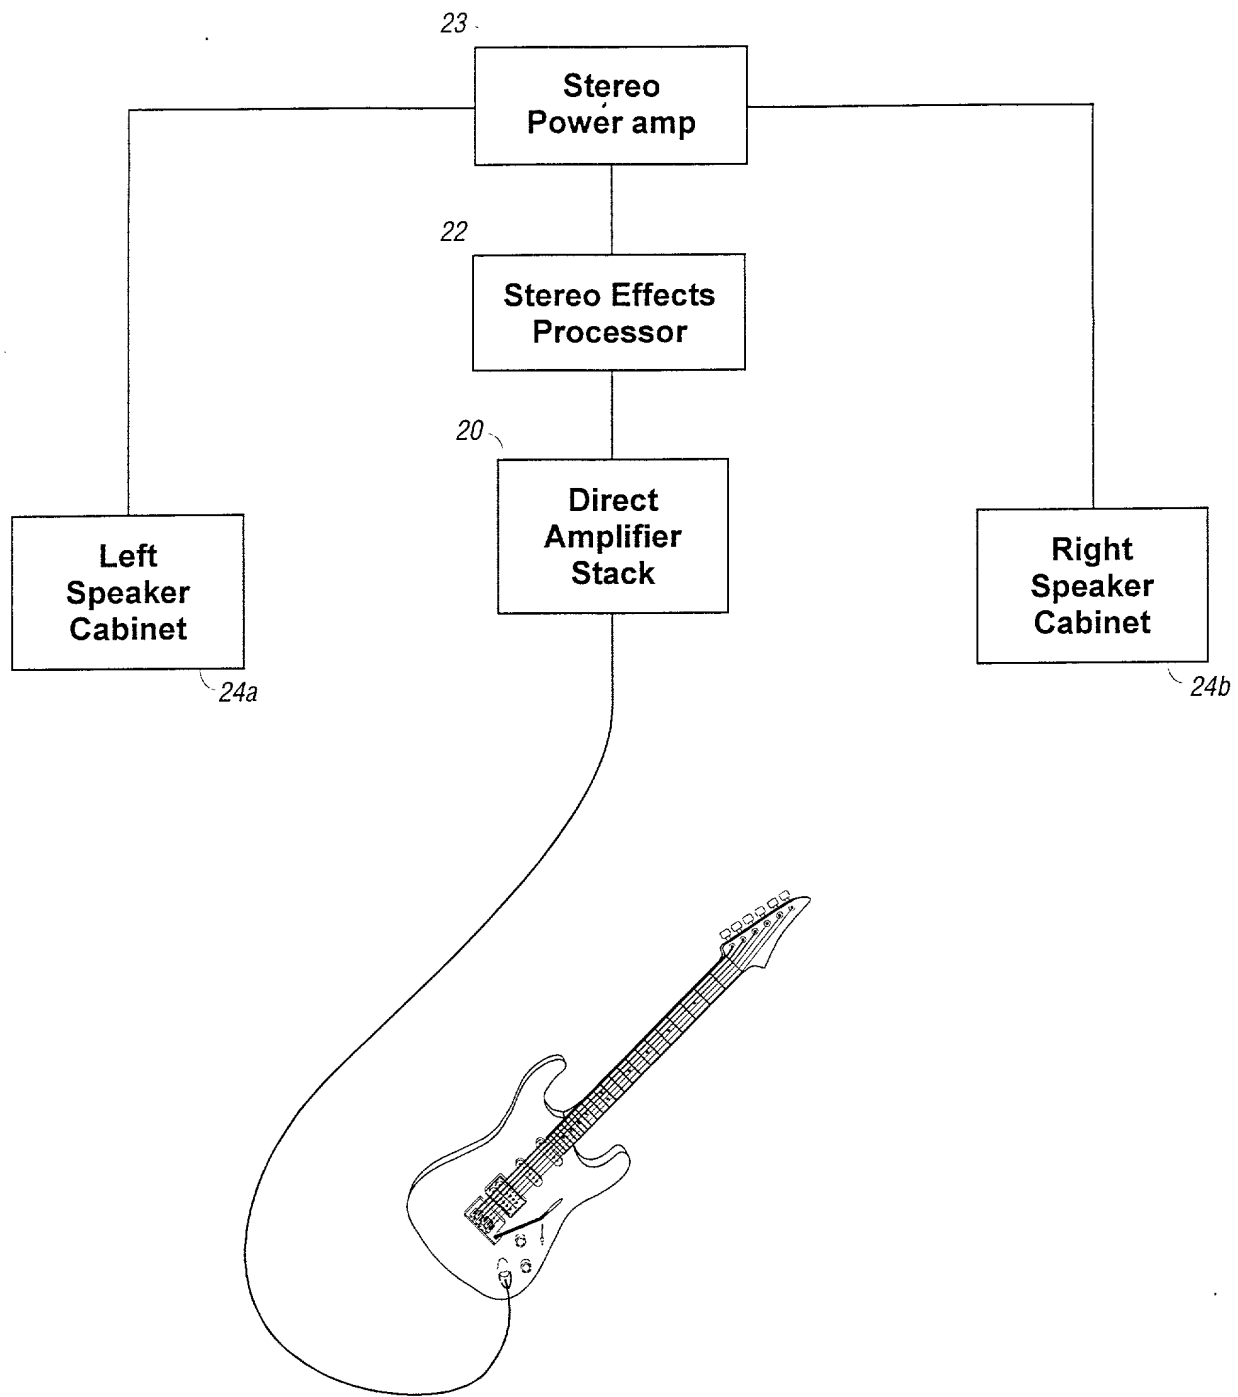 23
Stereo
Power amp
22
Stereo Effects
Processor
20
Direct
Amplifier
Stack
Left
Speaker
Cabinet
24a
Right
Speaker
Cabinet
24b